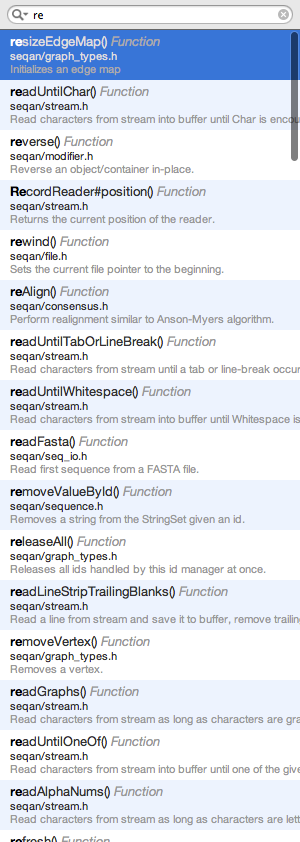 re
resizeEdgeMap() Function
seqan/graph_types.h
Initializes an edge map
readUntilChar() Function
seqan/stream.h
Read characters from stream into buffer until Char is encou
reverse() Function
seqan/modifier.h
Reverse an object/container in-place.
RecordReader#position() Function
seqan/stream.h
Returns the current position of the reader.
rewind() Function
seqan/file.h
Sets the current file pointer to the beginning.
reAlign() Function
seqan/consensus.h
Perform realignment similar to Anson-Myers algorithm.
readUntilTabOrLineBreak() Function
seqan/stream.h
Read characters from stream until a tab or line-break occur
readUntilWhitespace() Function
seqan/stream.h
Read characters from stream into buffer until Whitespace is
readFasta() Function
seqan/seq_io.h
Read first sequence from a FASTA file.
removeValueById() Function
seqan/sequence.h
Removes a string from the StringSet given an id.
releaseAll() Function
seqan/graph_types.h
Releases all ids handled by this id manager at once.
readLineStripTrailingBlanks() Function
seqan/stream.h
Read a line from stream and save it to buffer, remove trailin
removeVertex() Function
seqan/graph_types.h
Removes a vertex.
readGraphs() Function
seqan/stream.h
Read characters from stream as long as characters are gra
readUntilOneOf() Function
seqan/stream.h
Read characters from stream into buffer until one of the give
readAlphaNums() Function
seqan/stream.h
Read characters from stream as long as characters are lett
refresh() Function